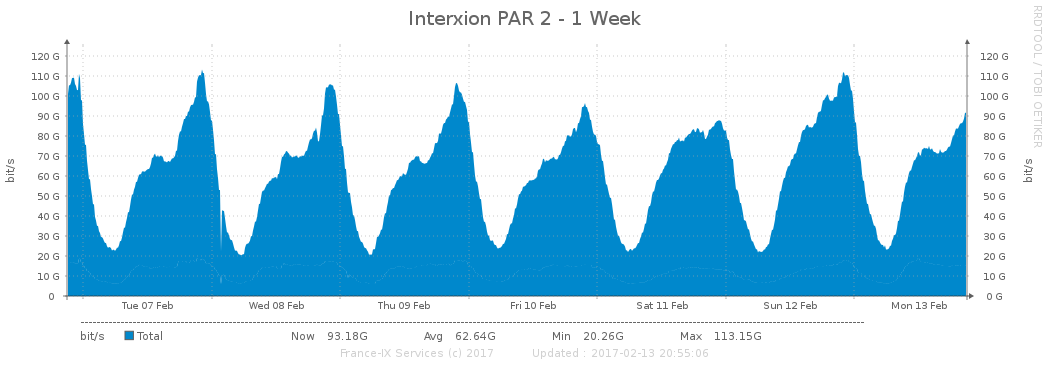 Interxion PAR 2 - 1 Week
RRDTOOL / TOBI OETIKER
bit/s
120 G 120 G
110 G 110 G
100 G 100 G
90 G 90 G
80 G 80 G
70 G 70 G
60 G 60 G
50 G 50 G
40 G 40 G
30 G 30 G
20 G 20 G
10 G 10 G
0 0 G
bit/s
Tue 07 Feb Wed 08 Feb Thu 09 Feb Fri 10 Feb Sat 11 Feb Sun 12 Feb Mon 13 Feb
bit/s Total Now 93.18G Avg 62.64G Min 20.26G Max 113.15G
France-IX Services (c) 2017 Updated : 2017-02-13 20:55:06